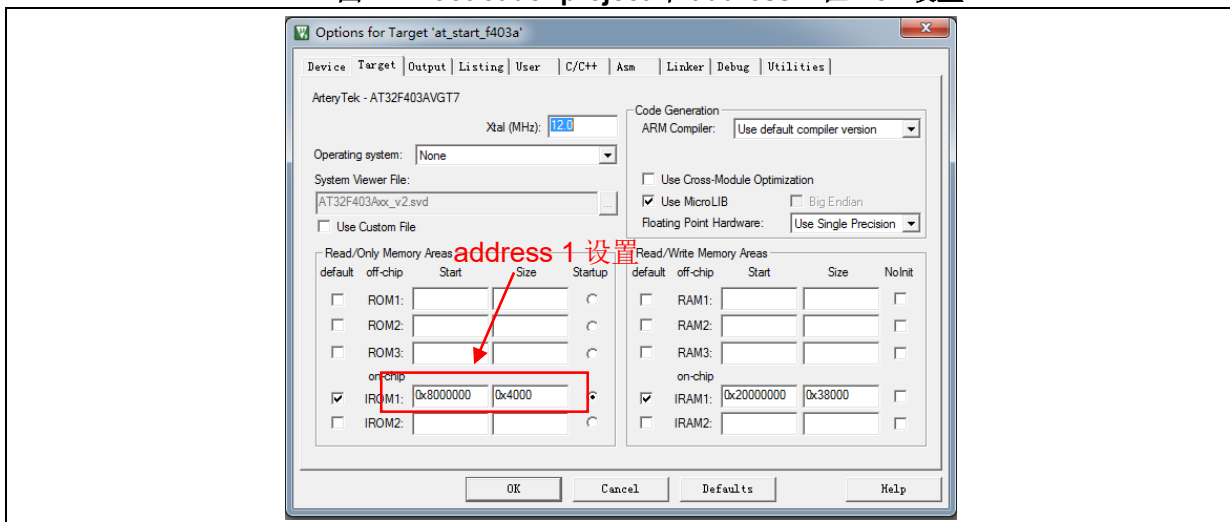 Options for Target 'at_start_f403a'
Device Target Output Listing User C/C++ Asm Linker Debug Utilities
ArteryTek - AT32F403AVGT7
Xtal (MHz): 12.0
Operating system: None
System Viewer File:
AT32F403Axx_v2.svd
...
Use Custom File
Code Generation
ARM Compiler: Use default compiler version
Use Cross-Module Optimization
Use MicroLIB Big Endian
Floating Point Hardware: Use Single Precision
address 1 设置
Read/Only Memory Areas
default off-chip Start Size Startup
ROM1:
ROM2:
ROM3:
on-chip
IROM1: 0x8000000 0x4000
IROM2:
Read/Write Memory Areas
default off-chip Start Size NoInit
RAM1:
RAM2:
RAM3:
on-chip
IRAM1: 0x20000000 0x38000
IRAM2:
OK Cancel Defaults Help